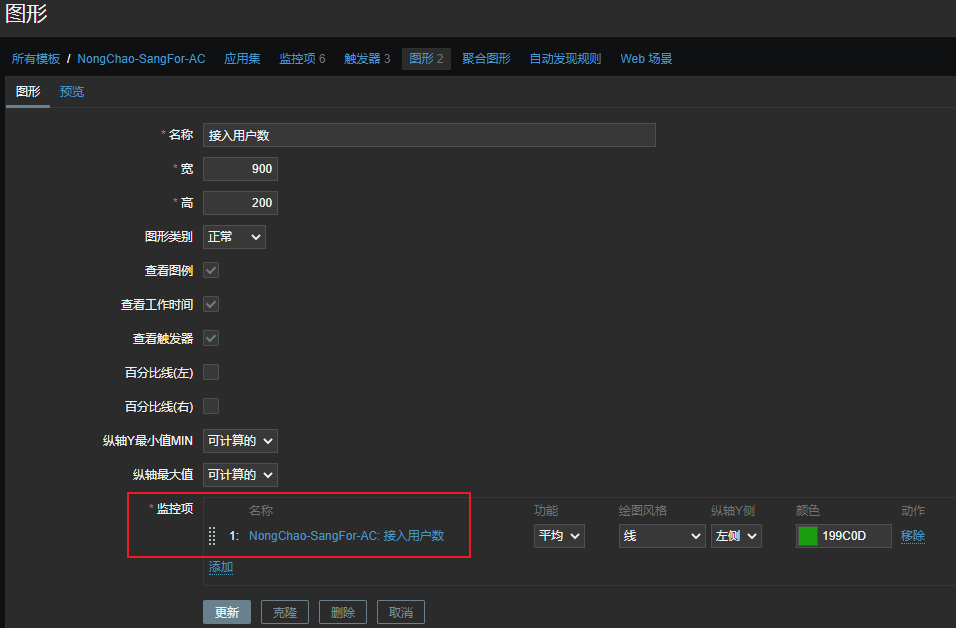 图形
所有模板 / NongChao-SangFor-AC 应用集 监控项 6 触发器 3 图形 2 聚合图形 自动发现规则 Web 场景
图形 预览
* 名称 接入用户数
* 宽 900
* 高 200
图形类别 正常
查看图例
查看工作时间
查看触发器
百分比线(左)
百分比线(右)
纵轴Y最小值MIN 可计算的
纵轴最大值 可计算的
* 监控项 名称 功能 绘图风格 纵轴Y侧 颜色 动作
1: NongChao-SangFor-AC: 接入用户数 平均 线 左侧 199C0D 移除
添加
更新 克隆 删除 取消